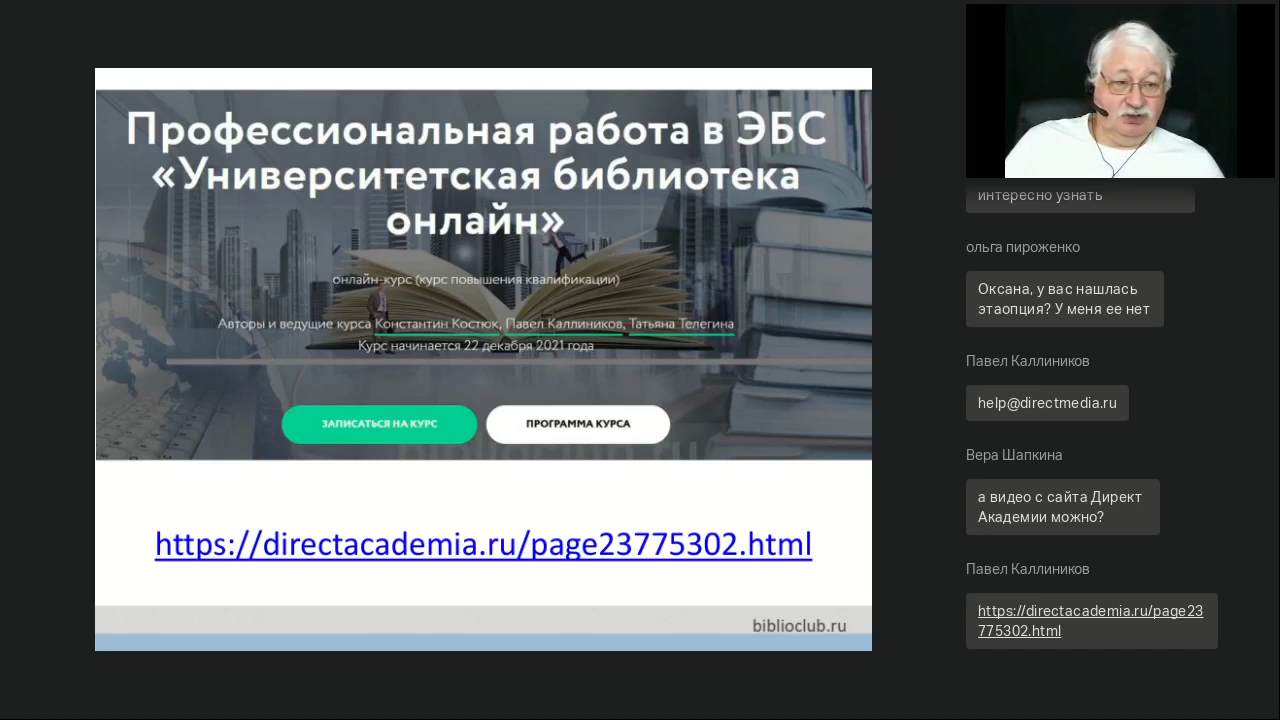 Профессиональная работа в ЭБС
«Университетская библиотека
онлайн»
онлайн-курс (курс повышения квалификации)
Авторы и ведущие курса Константин Костюк, Павел Каллиников, Татьяна Телегина
Курс начинается 22 декабря 2021 года
ЗАПИСАТЬСЯ НА КУРС
ПРОГРАММА КУРСА
biblioclub.ru
https://directacademia.ru/page23775302.html
biblioclub.ru
интересно узнать
ольга пироженко
Оксана, у вас нашлась
этаопция? У меня ее нет
Павел Каллиников
help@directmedia.ru
Вера Шапкина
а видео с сайта Директ
Академии можно?
Павел Каллиников
https://directacademia.ru/page23
775302.html